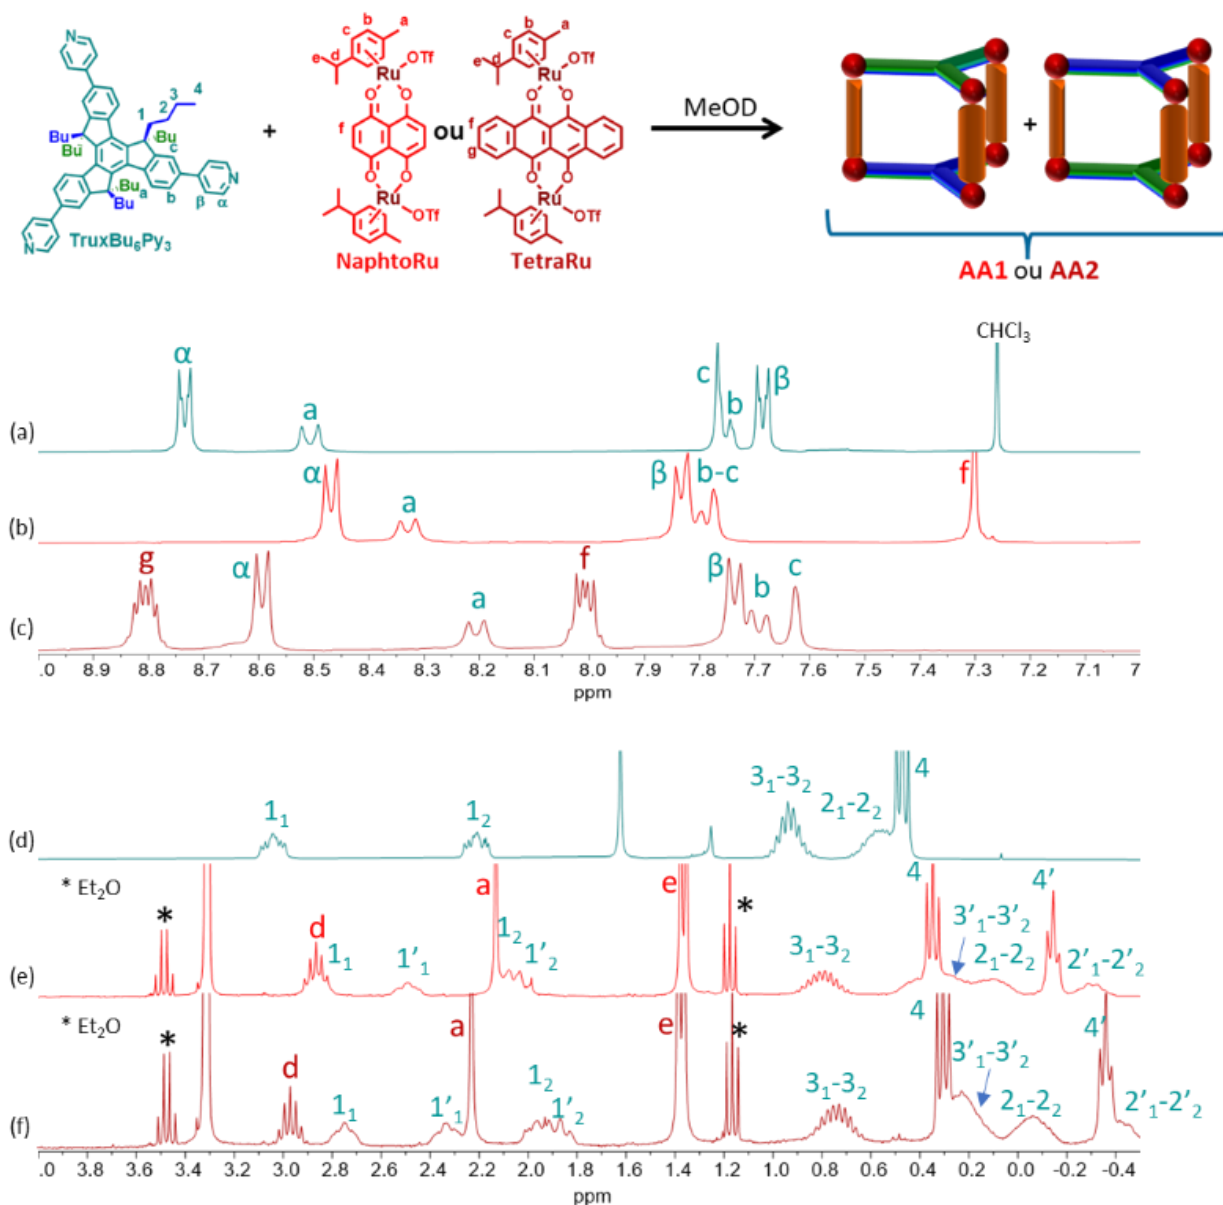 N
4
3
2
1
Bu
Bu
Bu
Bu
c
N
Bu
Bu
a
b
β
α
N
TruxBu₆Py₃
+
b
a
c
e
d
OTf
Ru
O
O
f
O
O
Ru
OTf
NaphtoRu
ou
b
a
c
e
d
OTf
Ru
O
O
f
g
O
O
Ru
OTf
TetraRu
MeOD
+
AA1 ou AA2
CHCl₃
(a)
α
a
c
b
β
(b)
α
a
β
b-c
f
(c)
g
α
a
f
β
b
c
.0 8.9 8.8 8.7 8.6 8.5 8.4 8.3 8.2 8.1 8.0 7.9 7.8 7.7 7.6 7.5 7.4 7.3 7.2 7.1 7
ppm
(d)
1₁
1₂
3₁-3₂
2₁-2₂
4
(e)
* Et₂O
*
d
1₁
1'₁
a
1₂
1'₂
e
*
3₁-3₂
4
3'₁-3'₂
2₁-2₂
4'
2'₁-2'₂
(f)
* Et₂O
*
d
1₁
1'₁
a
1₂
1'₂
e
*
3₁-3₂
4
3'₁-3'₂
2₁-2₂
4'
2'₁-2'₂
.0 3.8 3.6 3.4 3.2 3.0 2.8 2.6 2.4 2.2 2.0 1.8 1.6 1.4 1.2 1.0 0.8 0.6 0.4 0.2 0.0 -0.2 -0.4
ppm